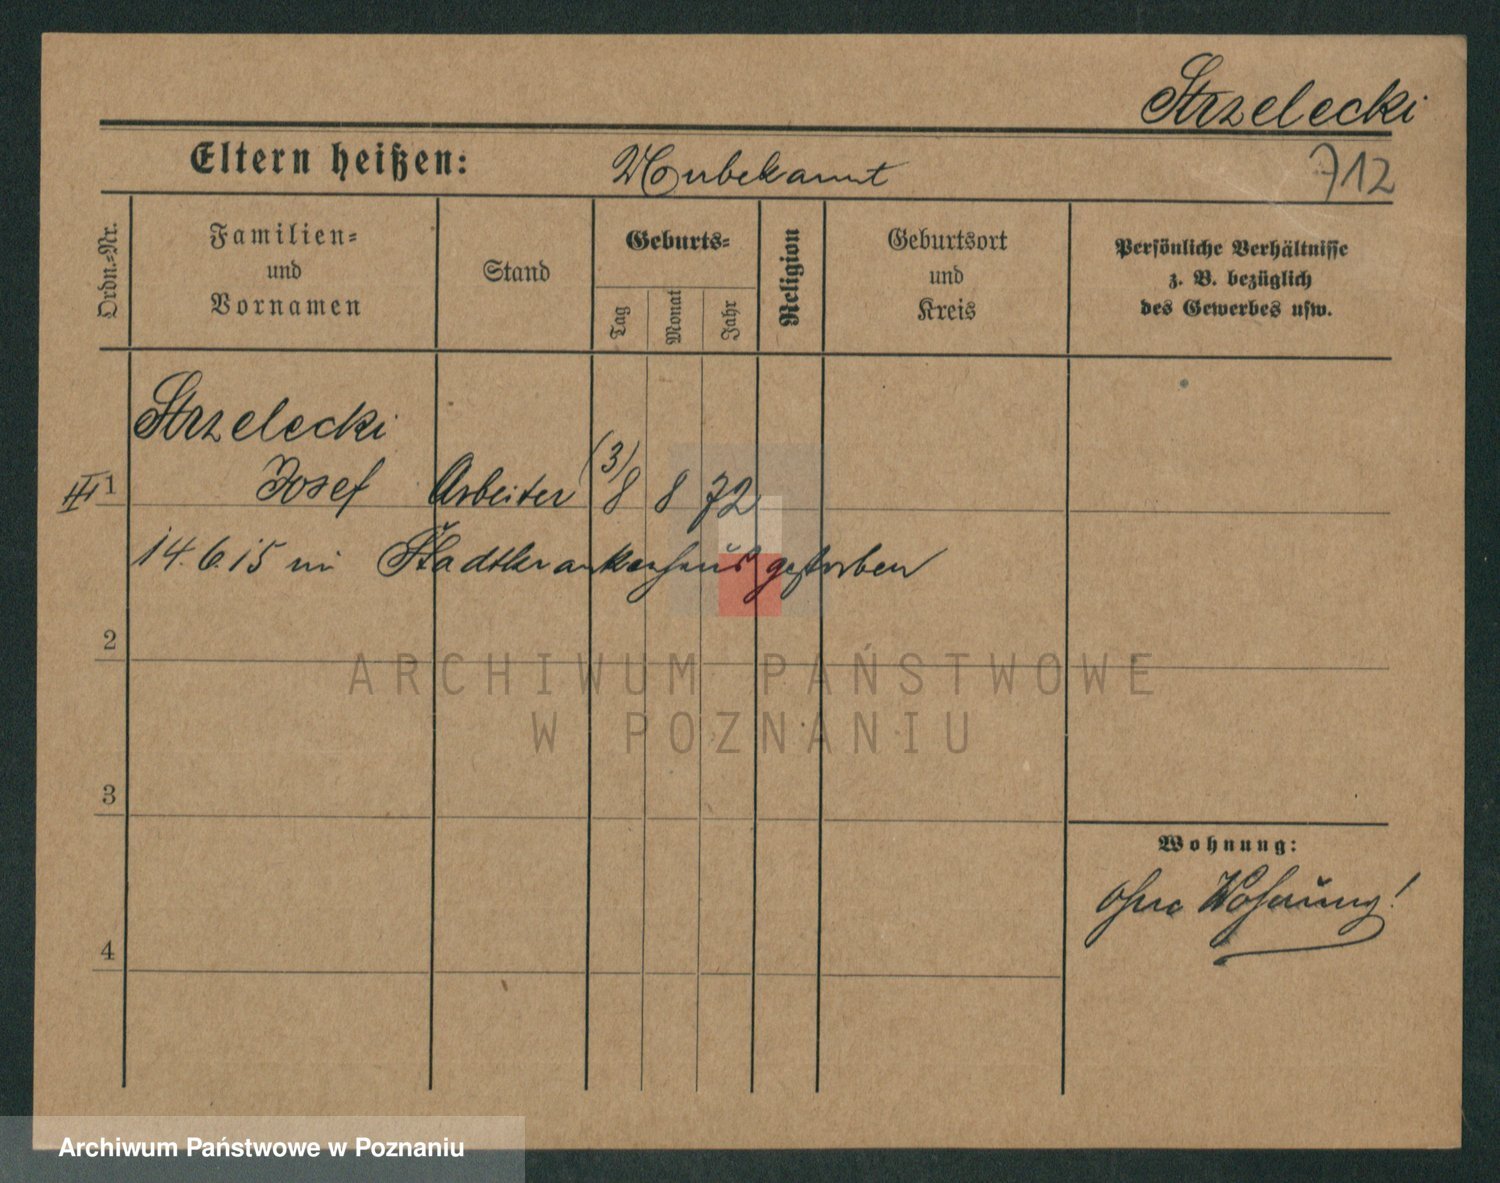 Strzelecki
Eltern heißen: Unbekannt
712
Ordn.-Nr.
Familien-
und
Vornamen
Stand
Geburts-
Tag
Monat
Jahr
Religion
Geburtsort
und
Kreis
Persönliche Verhältnisse
z. B. bezüglich
des Gewerbes usw.
Strzelecki
(3)
III 1 Josef Arbeiter 8 8 72
14.6.15 im Stadtkrankenhaus gestorben
2
ARCHIWUM PAŃSTWOWE
W POZNANIU
3
Wohnung:
ohne Wohnung!
4
Archiwum Państwowe w Poznaniu